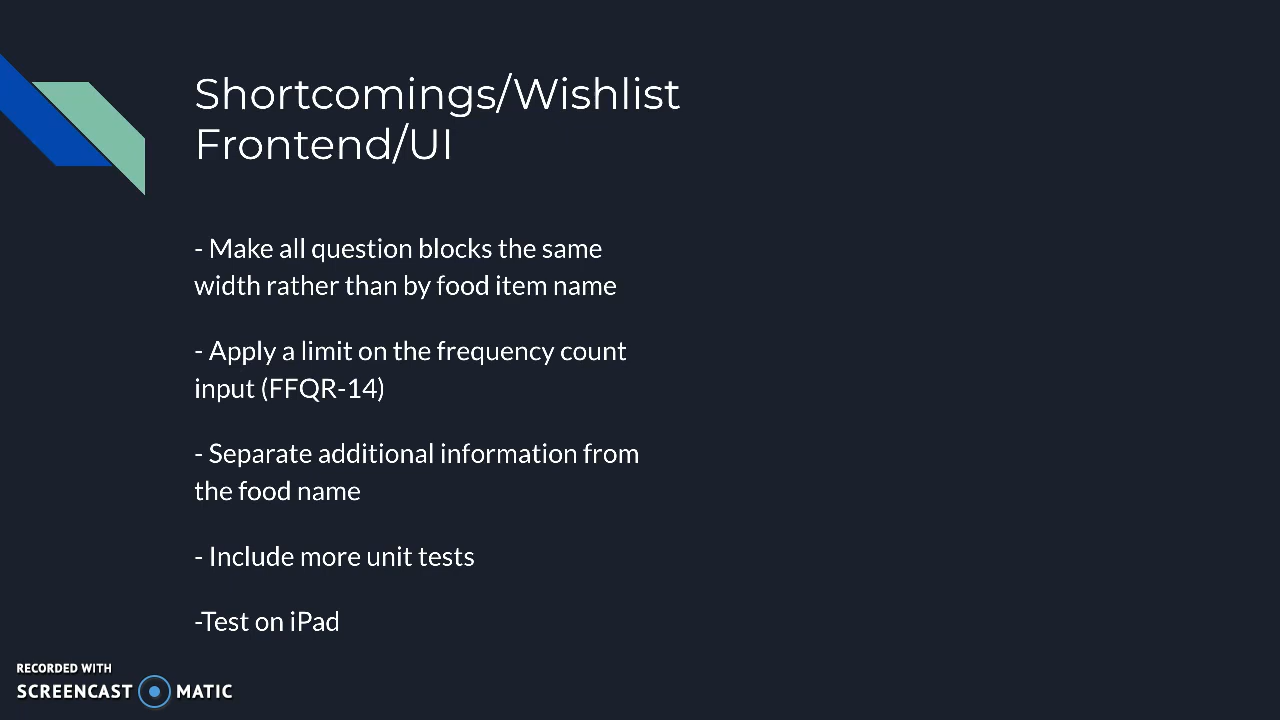 Shortcomings/Wishlist
Frontend/UI
- Make all question blocks the same
width rather than by food item name
- Apply a limit on the frequency count
input (FFQR-14)
- Separate additional information from
the food name
- Include more unit tests
-Test on iPad
RECORDED WITH
SCREENCAST MATIC